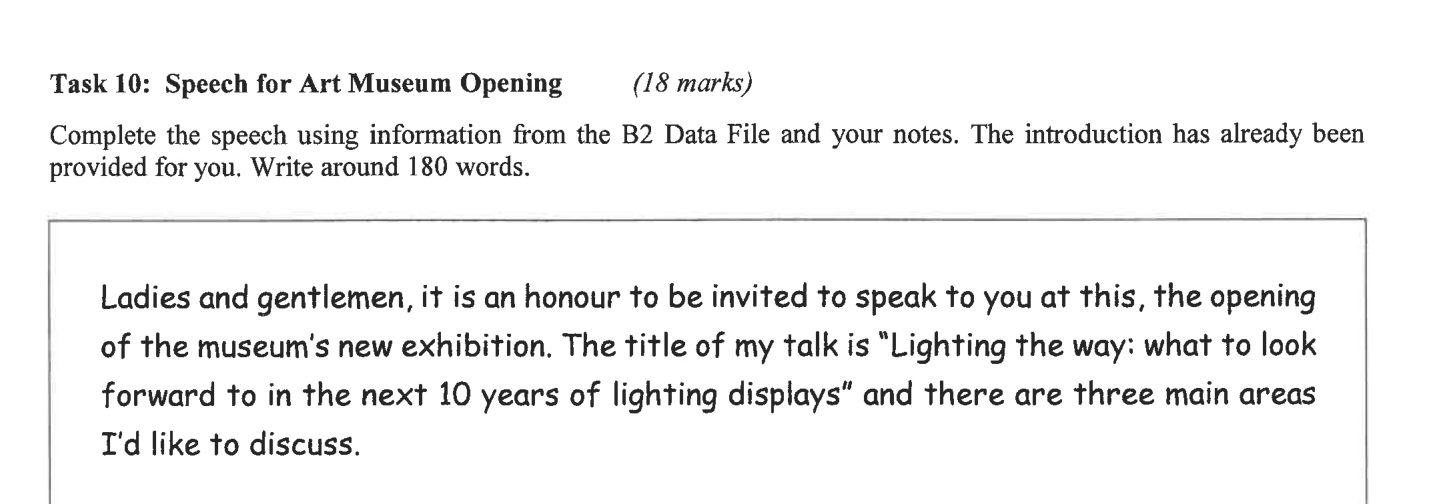 Task 10: Speech for Art Museum Opening (18 marks)
Complete the speech using information from the B2 Data File and your notes. The introduction has already been
provided for you. Write around 180 words.
Ladies and gentlemen, it is an honour to be invited to speak to you at this, the opening
of the museum's new exhibition. The title of my talk is "Lighting the way: what to look
forward to in the next 10 years of lighting displays" and there are three main areas
I'd like to discuss.